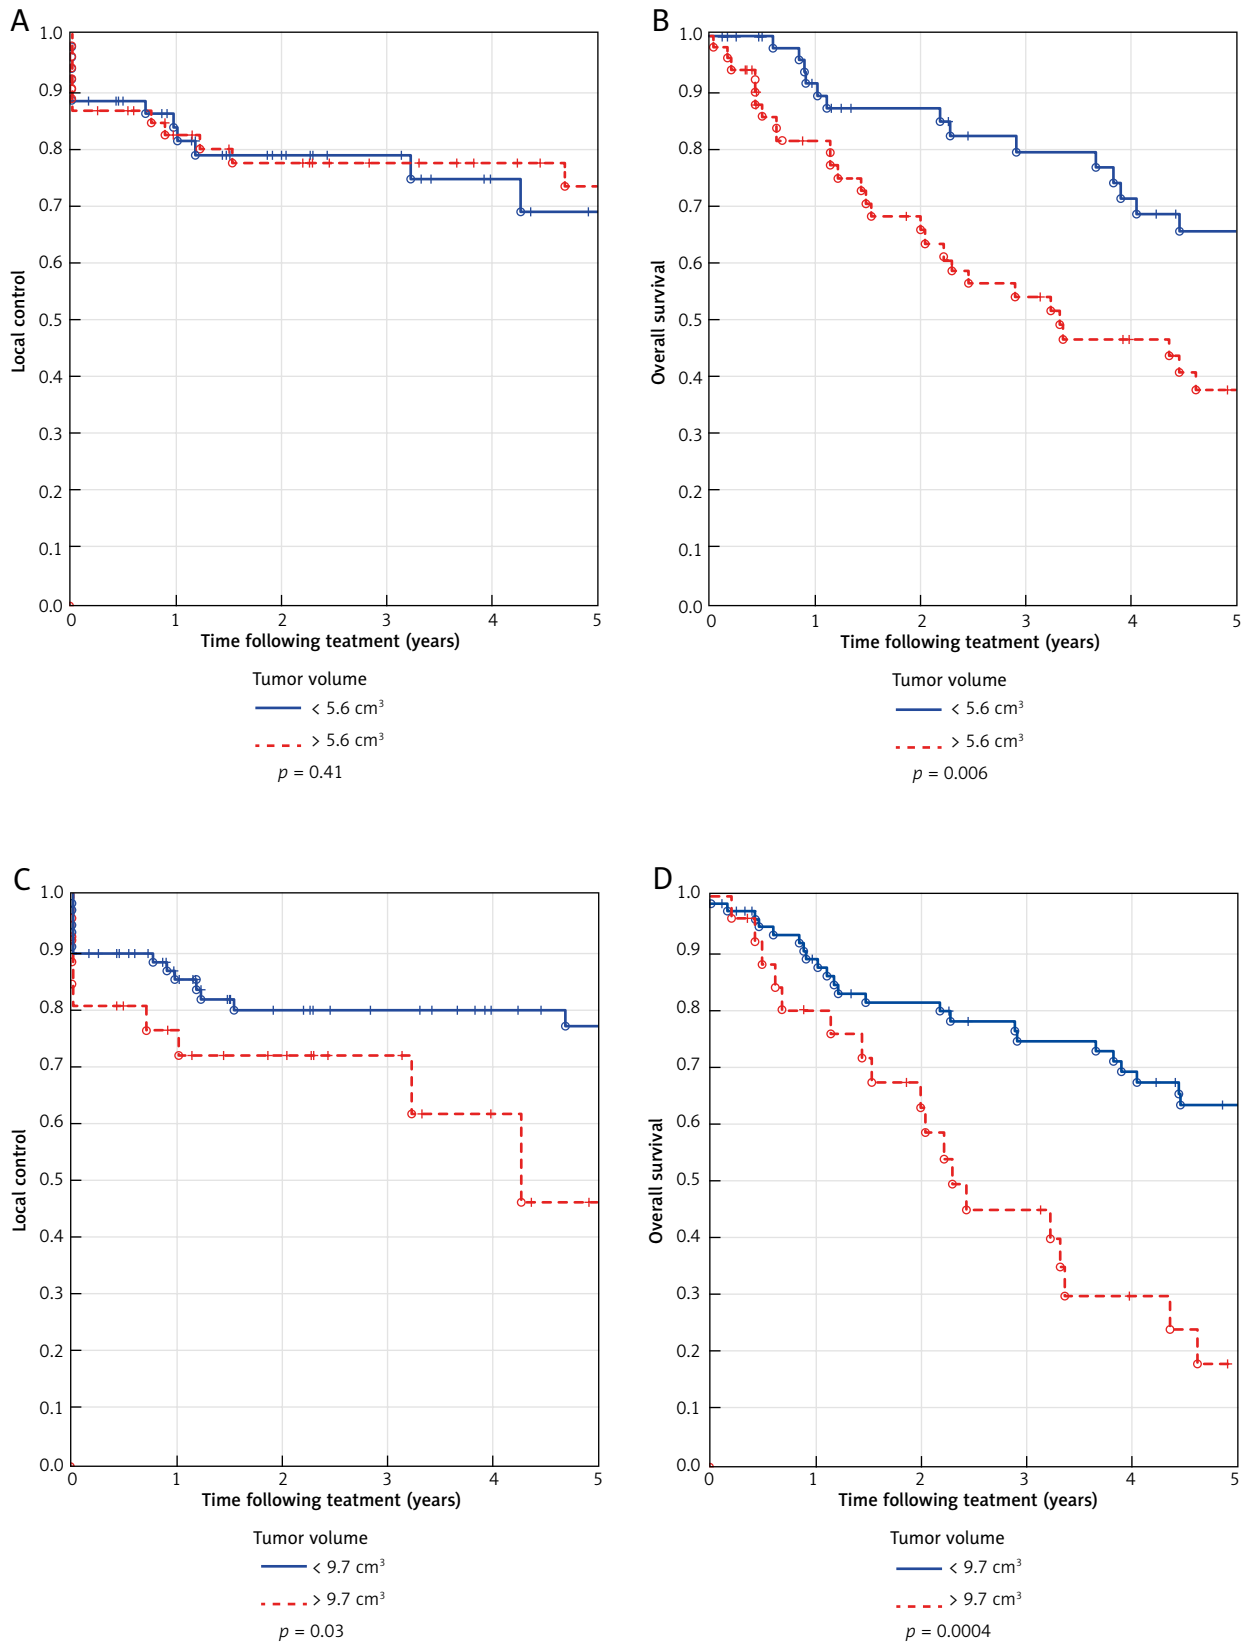 A
1.0
0.9
0.8
0.7
0.6
0.5
0.4
0.3
0.2
0.1
0.0
Local control
0 1 2 3 4 5
Time following teatment (years)
Tumor volume
< 5.6 cm³
> 5.6 cm³
p = 0.41
B
1.0
0.9
0.8
0.7
0.6
0.5
0.4
0.3
0.2
0.1
0.0
Overall survival
0 1 2 3 4 5
Time following teatment (years)
Tumor volume
< 5.6 cm³
> 5.6 cm³
p = 0.006
C
1.0
0.9
0.8
0.7
0.6
0.5
0.4
0.3
0.2
0.1
0.0
Local control
0 1 2 3 4 5
Time following teatment (years)
Tumor volume
< 9.7 cm³
> 9.7 cm³
p = 0.03
D
1.0
0.9
0.8
0.7
0.6
0.5
0.4
0.3
0.2
0.1
0.0
Overall survival
0 1 2 3 4 5
Time following teatment (years)
Tumor volume
< 9.7 cm³
> 9.7 cm³
p = 0.0004